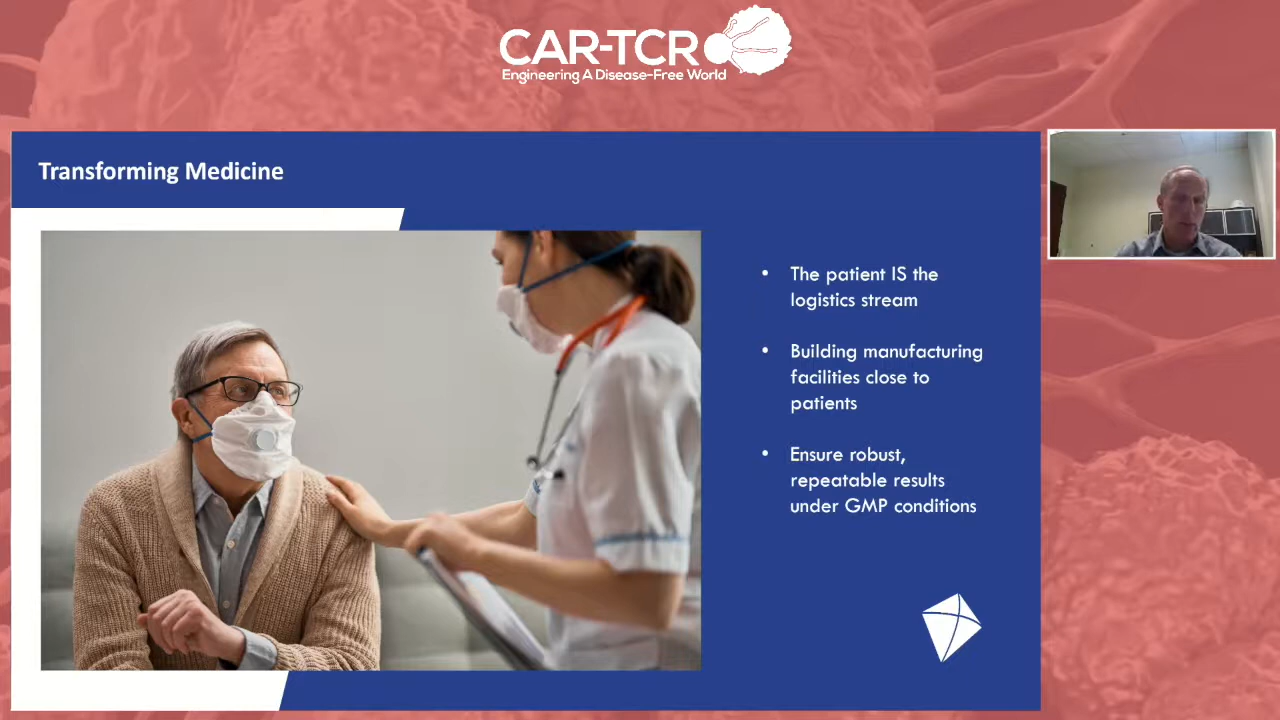 CAR-TCR
Engineering A Disease-Free World
Transforming Medicine
• The patient IS the
logistics stream
• Building manufacturing
facilities close to
patients
• Ensure robust,
repeatable results
under GMP conditions